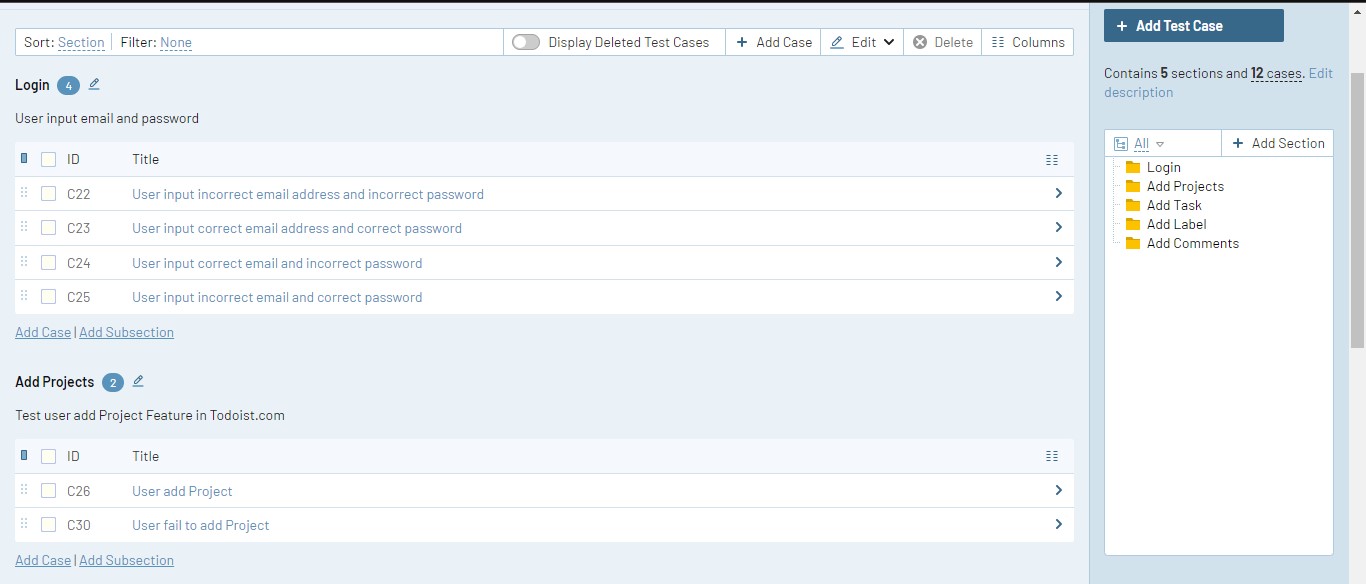 Sort: Section Filter: None Display Deleted Test Cases + Add Case Edit Delete Columns
Login 4
User input email and password
ID Title
C22 User input incorrect email address and incorrect password
C23 User input correct email address and correct password
C24 User input correct email and incorrect password
C25 User input incorrect email and correct password
Add Case | Add Subsection
Add Projects 2
Test user add Project Feature in Todoist.com
ID Title
C26 User add Project
C30 User fail to add Project
Add Case | Add Subsection
+ Add Test Case
Contains 5 sections and 12 cases. Edit
description
All + Add Section
Login
Add Projects
Add Task
Add Label
Add Comments